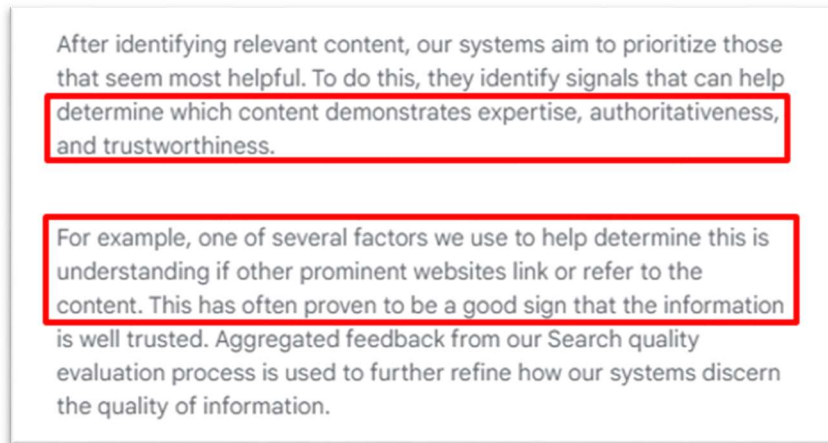 After identifying relevant content, our systems aim to prioritize those
that seem most helpful. To do this, they identify signals that can help
determine which content demonstrates expertise, authoritativeness,
and trustworthiness.
For example, one of several factors we use to help determine this is
understanding if other prominent websites link or refer to the
content. This has often proven to be a good sign that the information
is well trusted. Aggregated feedback from our Search quality
evaluation process is used to further refine how our systems discern
the quality of information.